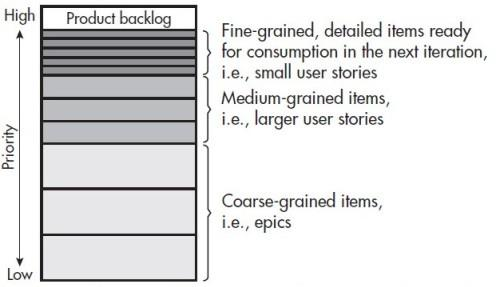 High
Product backlog
Fine-grained, detailed items ready
for consumption in the next iteration,
i.e., small user stories
Medium-grained items,
i.e., larger user stories
Priority
Coarse-grained items,
i.e., epics
Low